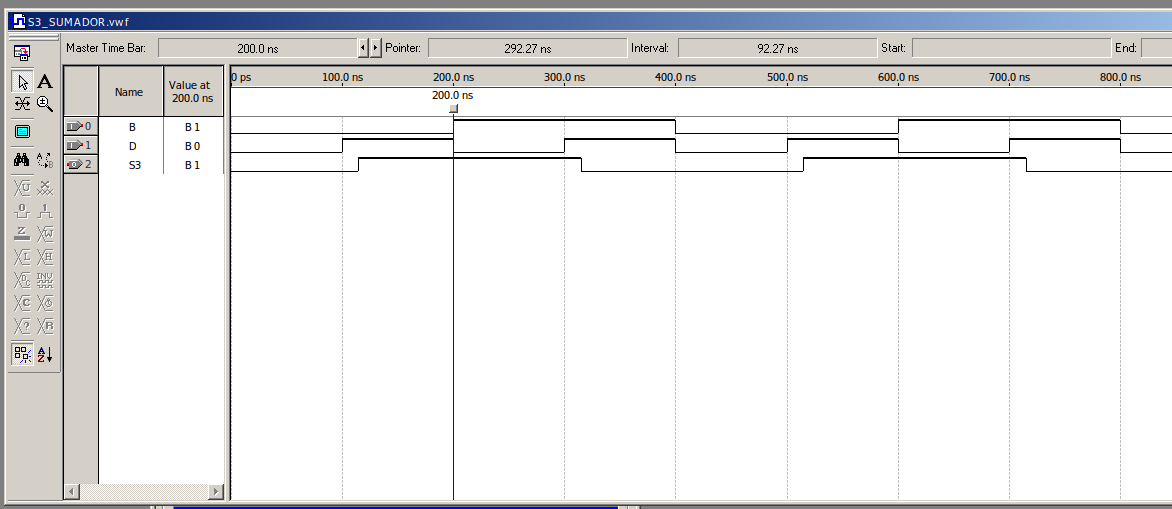 S3_SUMADOR.vwf
Master Time Bar: 200.0 ns Pointer: 292.27 ns Interval: 92.27 ns Start: End:
Name Value at 200.0 ns
0 ps 100.0 ns 200.0 ns 300.0 ns 400.0 ns 500.0 ns 600.0 ns 700.0 ns 800.0 ns
200.0 ns
0 B B 1
1 D B 0
2 S3 B 1